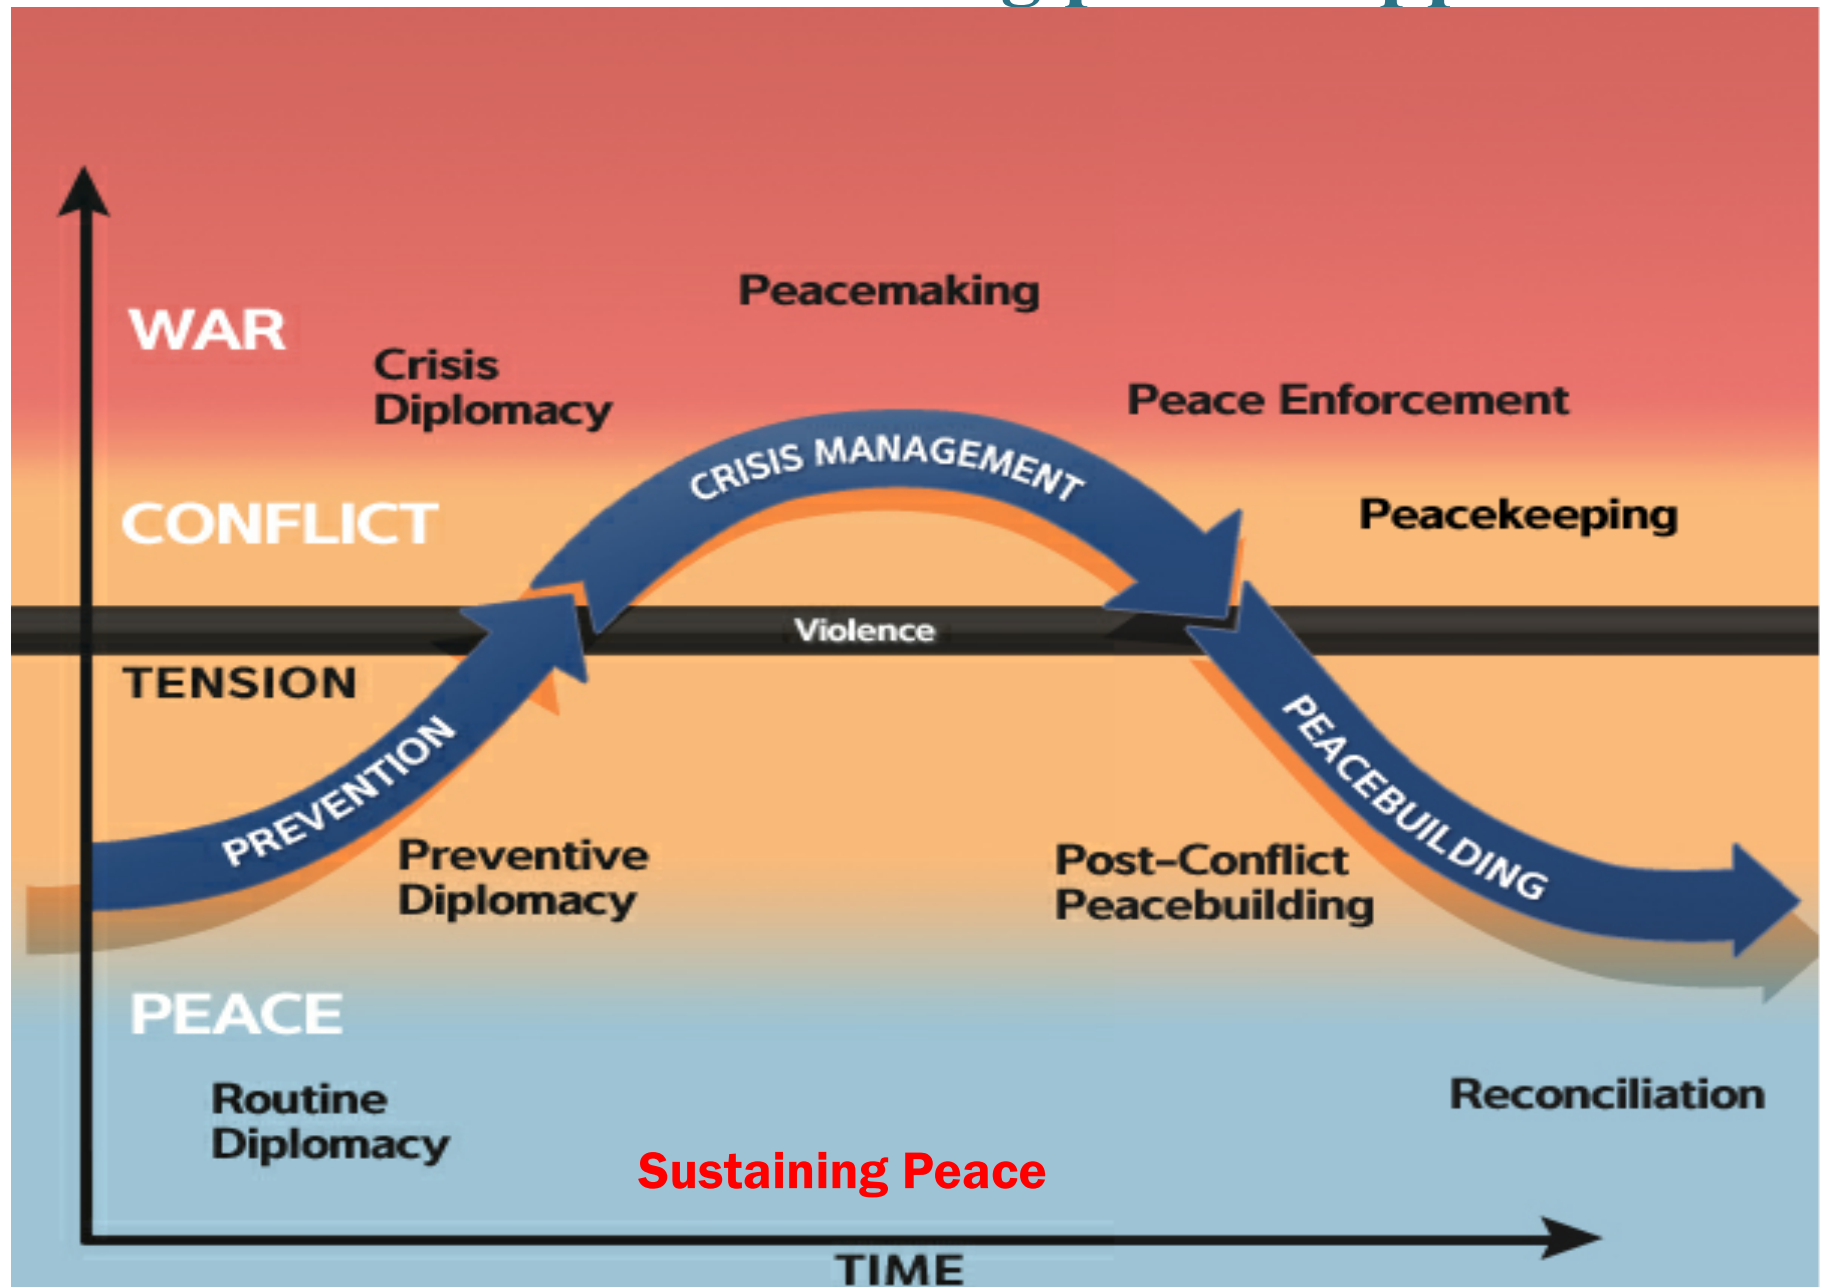 Peacemaking
WAR
Crisis
Diplomacy
Peace Enforcement
CRISIS MANAGEMENT
CONFLICT
Peacekeeping
Violence
TENSION
PREVENTION
PEACEBUILDING
Preventive
Diplomacy
Post-Conflict
Peacebuilding
PEACE
Routine
Diplomacy
Reconciliation
Sustaining Peace
TIME